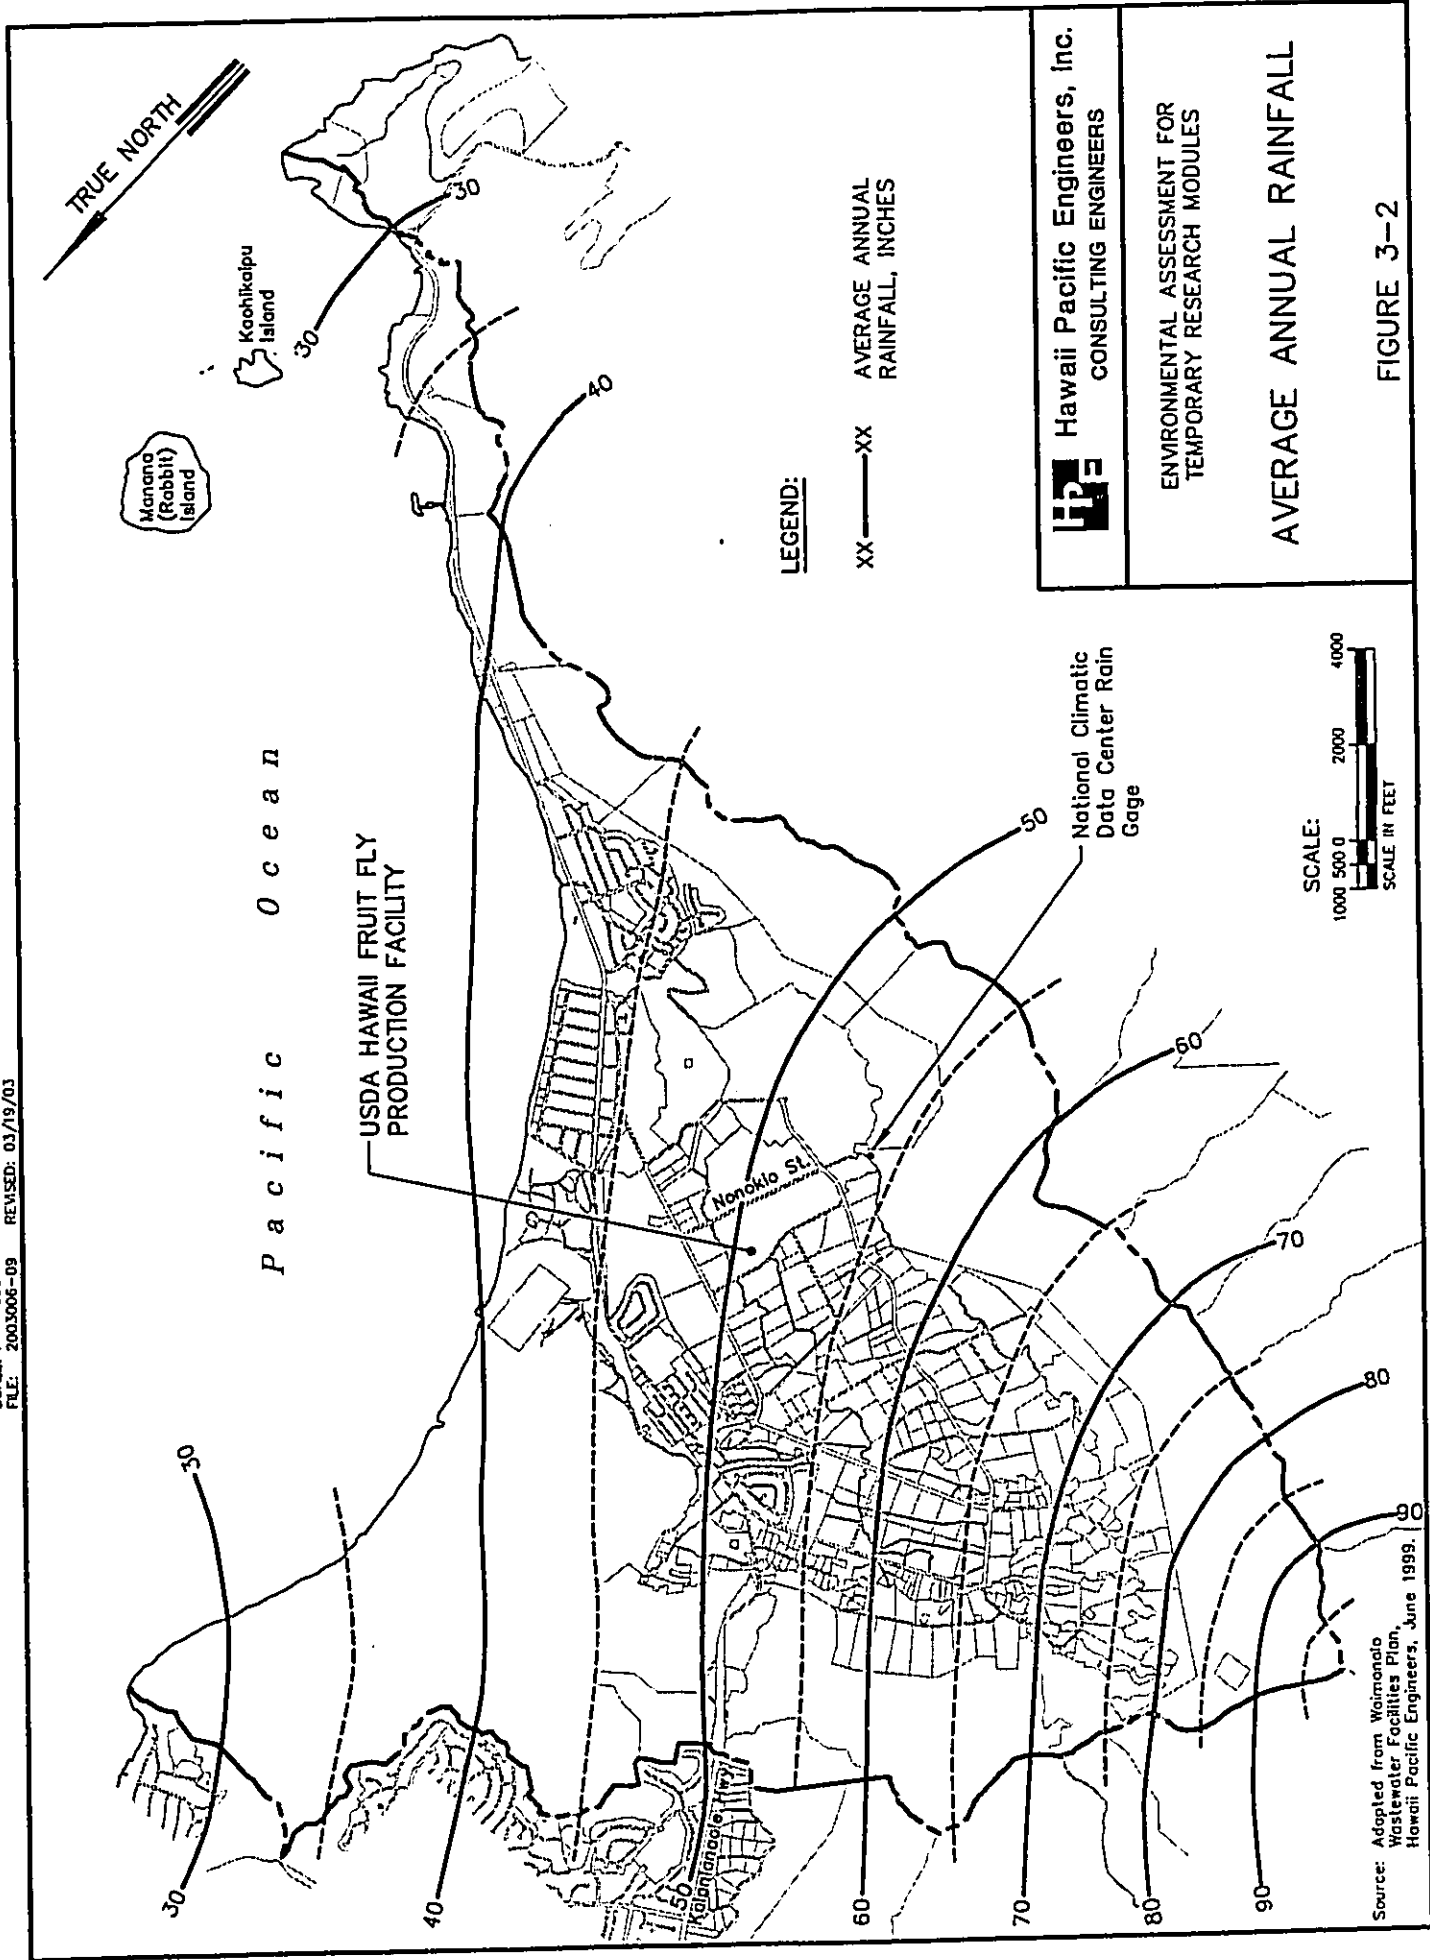 FILE: 2003006-09 REVISED: 03/19/03
TRUE NORTH
Manana
(Rabbit)
Island
Kaohikaipu
Island
Pacific Ocean
USDA HAWAII FRUIT FLY
PRODUCTION FACILITY
30
30
30
30
40
40
50
50
60
60
70
70
80
80
90
90
Nonokio St.
Kalanianaole Hwy
National Climatic
Data Center Rain
Gage
LEGEND:
XX XX AVERAGE ANNUAL
RAINFALL, INCHES
SCALE:
1000 500 0 2000 4000
SCALE IN FEET
Source: Adapted from Waimanalo
Wastewater Facilities Plan,
Hawaii Pacific Engineers, June 1999.
HPE
Hawaii Pacific Engineers, Inc.
CONSULTING ENGINEERS
ENVIRONMENTAL ASSESSMENT FOR
TEMPORARY RESEARCH MODULES
AVERAGE ANNUAL RAINFALL
FIGURE 3-2